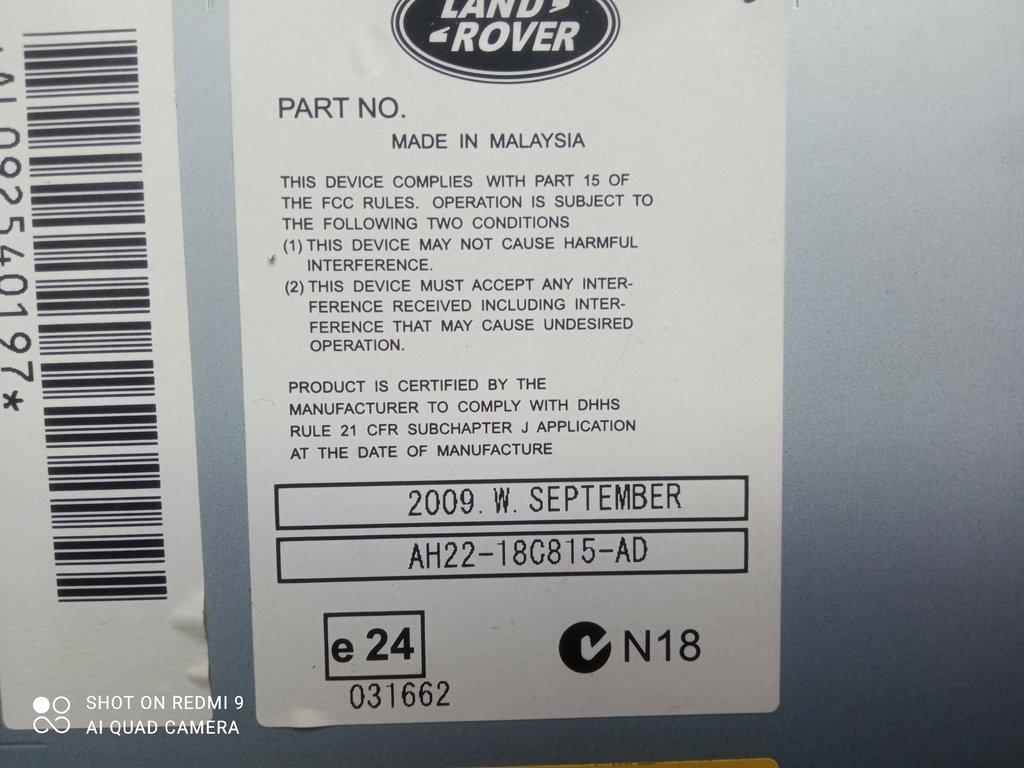 LAND
ROVER
PART NO.
MADE IN MALAYSIA
THIS DEVICE COMPLIES WITH PART 15 OF
THE FCC RULES. OPERATION IS SUBJECT TO
THE FOLLOWING TWO CONDITIONS
(1) THIS DEVICE MAY NOT CAUSE HARMFUL
INTERFERENCE.
(2) THIS DEVICE MUST ACCEPT ANY INTER-
FERENCE RECEIVED INCLUDING INTER-
FERENCE THAT MAY CAUSE UNDESIRED
OPERATION.
PRODUCT IS CERTIFIED BY THE
MANUFACTURER TO COMPLY WITH DHHS
RULE 21 CFR SUBCHAPTER J APPLICATION
AT THE DATE OF MANUFACTURE
2009. W. SEPTEMBER
AH22-18C815-AD
e 24
031662
N18
SHOT ON REDMI 9
AI QUAD CAMERA